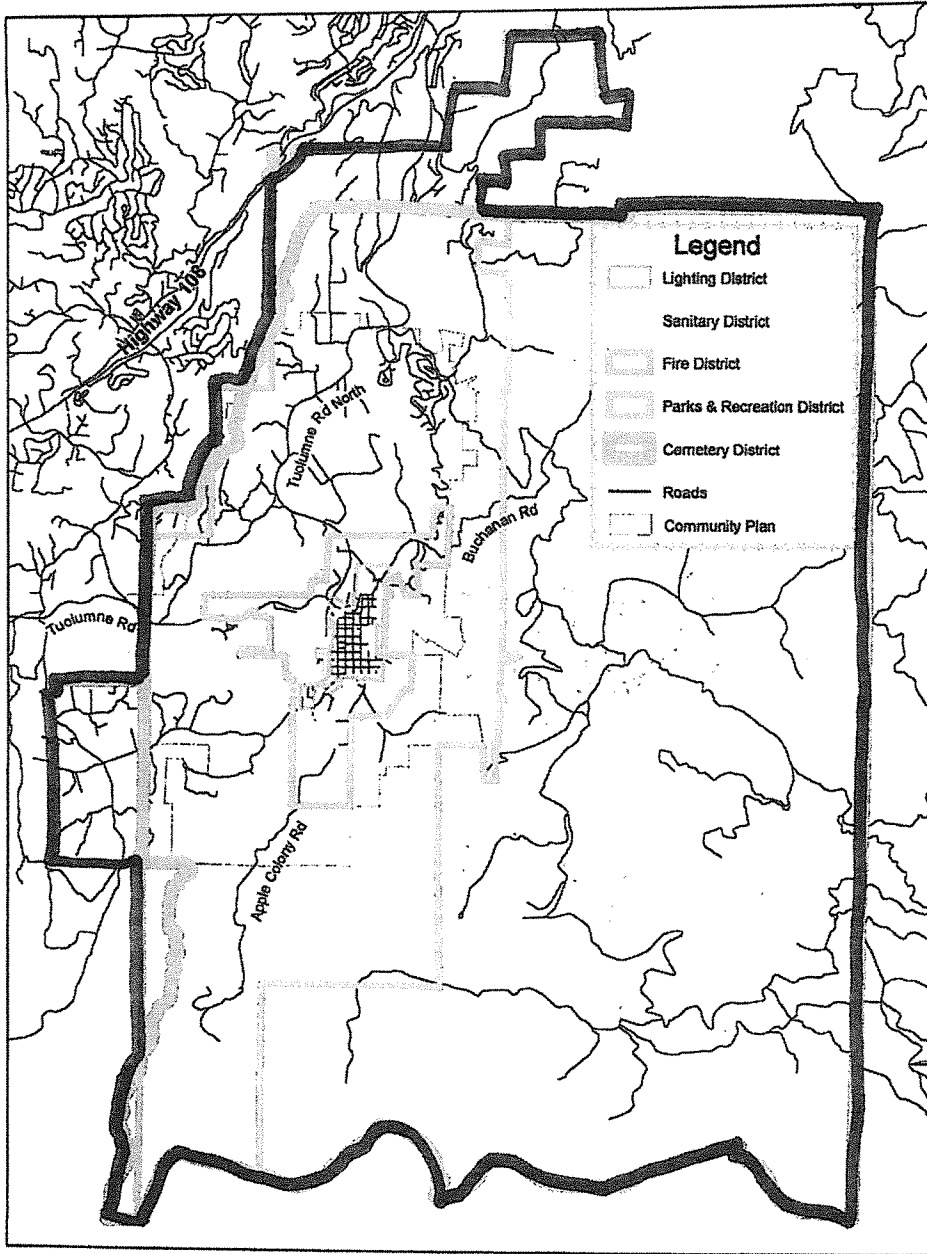 Legend
Lighting District
Sanitary District
Fire District
Parks & Recreation District
Cemetery District
Roads
Community Plan
Highway 108
Tuolumne Rd North
Buchanan Rd
Tuolumne Rd
Apple Colony Rd